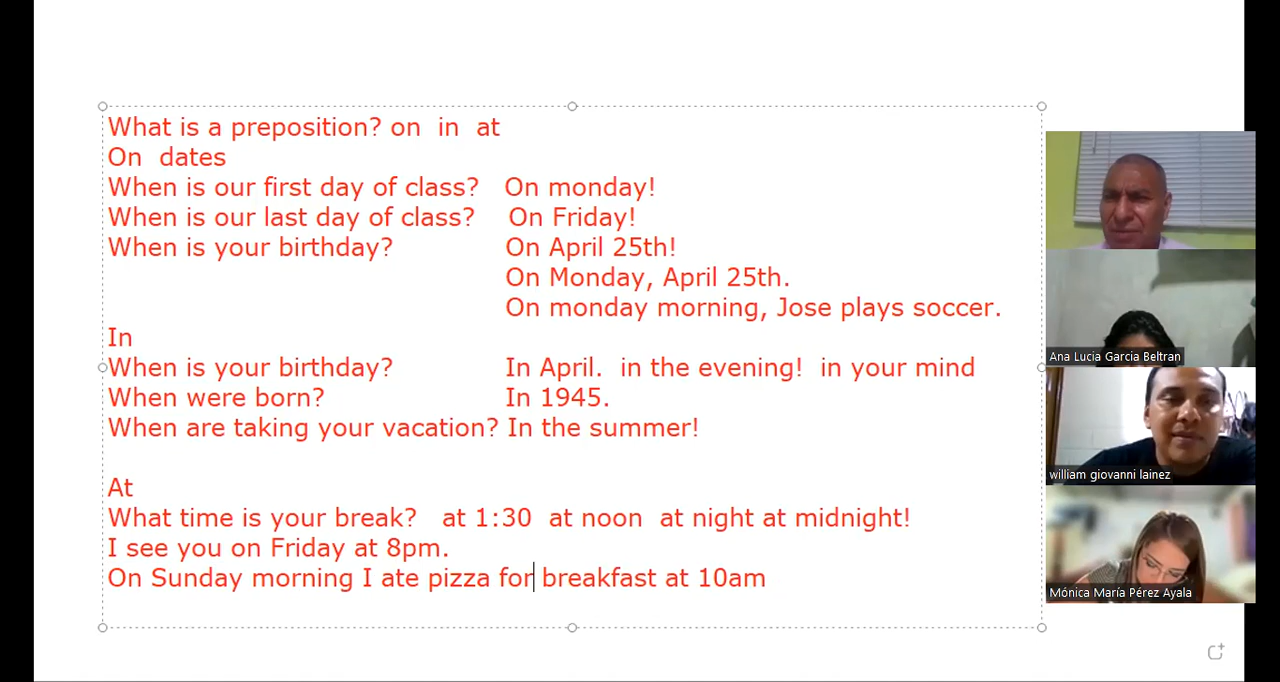 What is a preposition? on in at
On dates
When is our first day of class? On monday!
When is our last day of class? On Friday!
When is your birthday? On April 25th!
On Monday, April 25th.
On monday morning, Jose plays soccer.
In
When is your birthday? In April. in the evening! in your mind
When were born? In 1945.
When are taking your vacation? In the summer!
At
What time is your break? at 1:30 at noon at night at midnight!
I see you on Friday at 8pm.
On Sunday morning I ate pizza for breakfast at 10am
Ana Lucia Garcia Beltran
william giovanni lainez
Mónica María Pérez Ayala